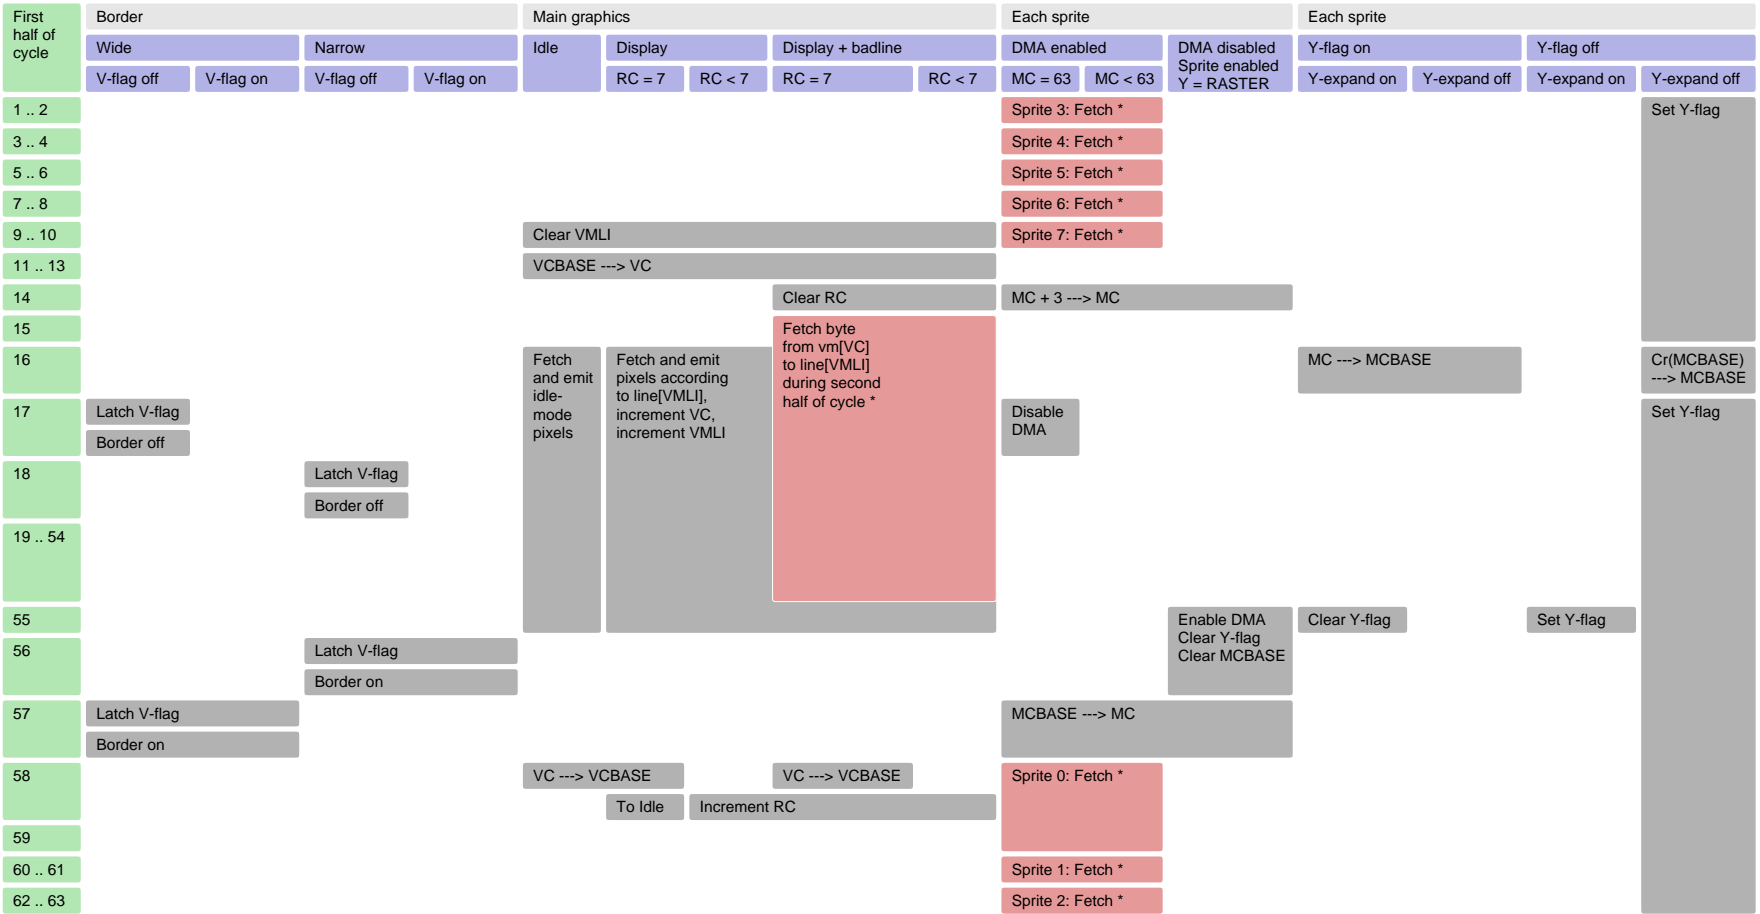 First
half of
cycle
Border
Main graphics
Each sprite
Each sprite
Wide
Narrow
Idle
Display
Display + badline
DMA enabled
DMA disabled
Sprite enabled
Y = RASTER
Y-flag on
Y-flag off
V-flag off
V-flag on
V-flag off
V-flag on
RC = 7
RC < 7
RC = 7
RC < 7
MC = 63
MC < 63
Y-expand on
Y-expand off
Y-expand on
Y-expand off
1 .. 2
Sprite 3: Fetch *
Set Y-flag
3 .. 4
Sprite 4: Fetch *
5 .. 6
Sprite 5: Fetch *
7 .. 8
Sprite 6: Fetch *
9 .. 10
Clear VMLI
Sprite 7: Fetch *
11 .. 13
VCBASE ---> VC
14
Clear RC
MC + 3 ---> MC
15
Fetch byte
from vm[VC]
to line[VMLI]
during second
half of cycle *
16
Fetch
and emit
idle-
mode
pixels
Fetch and emit
pixels according
to line[VMLI],
increment VC,
increment VMLI
MC ---> MCBASE
Cr(MCBASE)
---> MCBASE
17
Latch V-flag
Border off
Disable
DMA
Set Y-flag
18
Latch V-flag
Border off
19 .. 54
55
Enable DMA
Clear Y-flag
Clear MCBASE
Clear Y-flag
Set Y-flag
56
Latch V-flag
Border on
57
Latch V-flag
Border on
MCBASE ---> MC
58
VC ---> VCBASE
VC ---> VCBASE
Sprite 0: Fetch *
To Idle
Increment RC
59
60 .. 61
Sprite 1: Fetch *
62 .. 63
Sprite 2: Fetch *